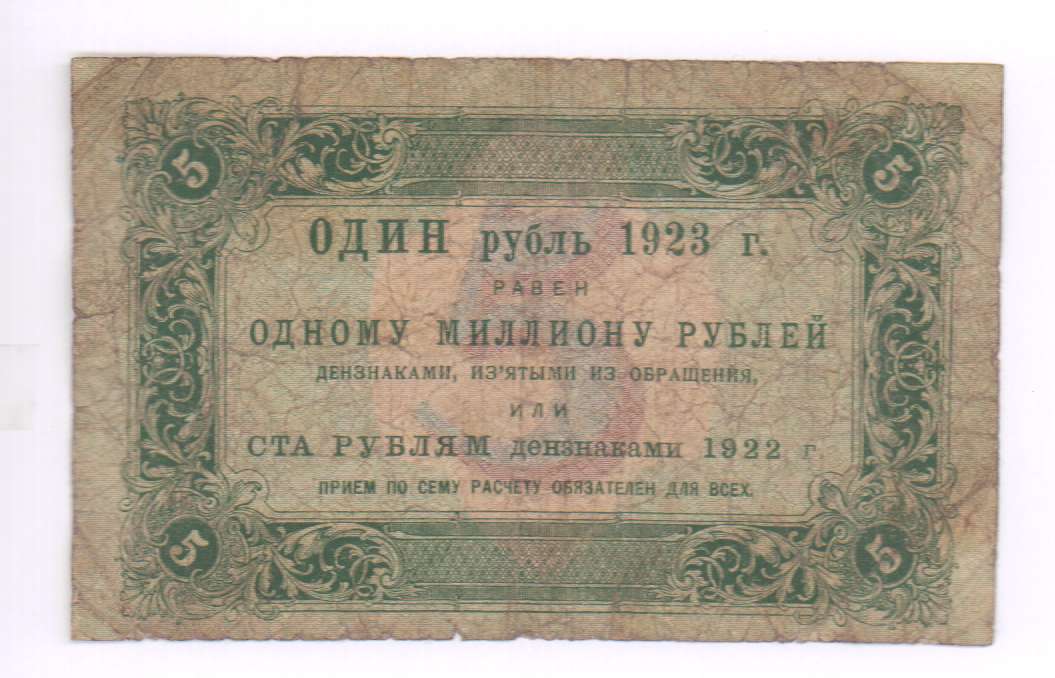 5 5
ОДИН рубль 1923 г.
РАВЕН
ОДНОМУ МИЛЛИОНУ РУБЛЕЙ
ДЕНЗНАКАМИ, ИЗ'ЯТЫМИ ИЗ ОБРАЩЕНИЯ,
ИЛИ
СТА РУБЛЯМ дензнаками 1922 г
ПРИЕМ ПО СЕМУ РАСЧЕТУ ОБЯЗАТЕЛЕН ДЛЯ ВСЕХ.
5 5